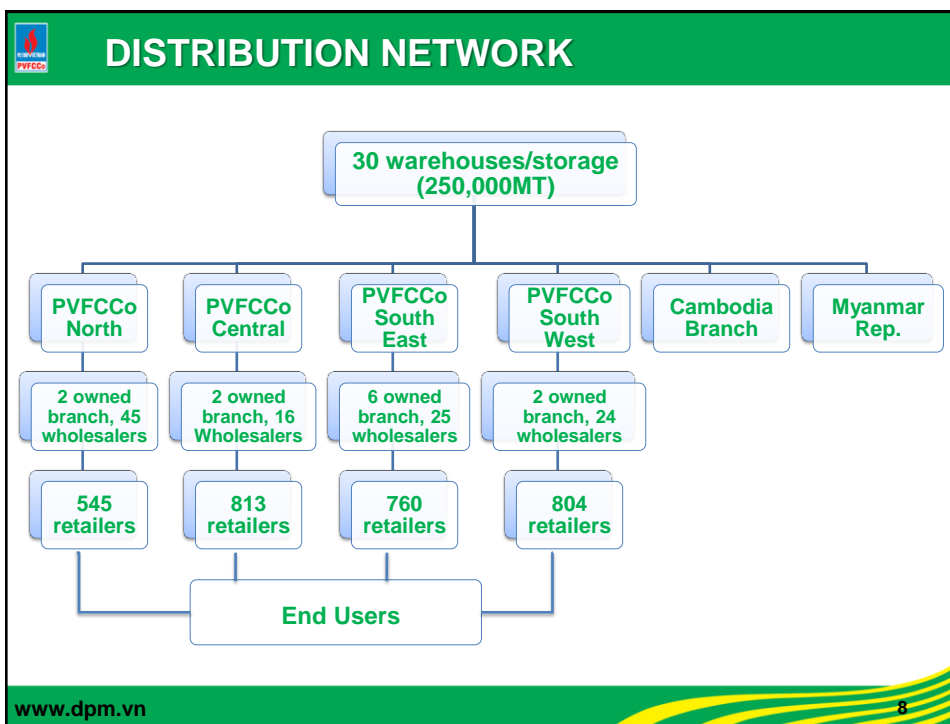 PETROVIETNAM
PVFCCo
DISTRIBUTION NETWORK
30 warehouses/storage
(250,000MT)
PVFCCo
North
PVFCCo
Central
PVFCCo
South
East
PVFCCo
South
West
Cambodia
Branch
Myanmar
Rep.
2 owned
branch, 45
wholesalers
2 owned
branch, 16
Wholesalers
6 owned
branch, 25
wholesalers
2 owned
branch, 24
wholesalers
545
retailers
813
retailers
760
retailers
804
retailers
End Users
www.dpm.vn
8